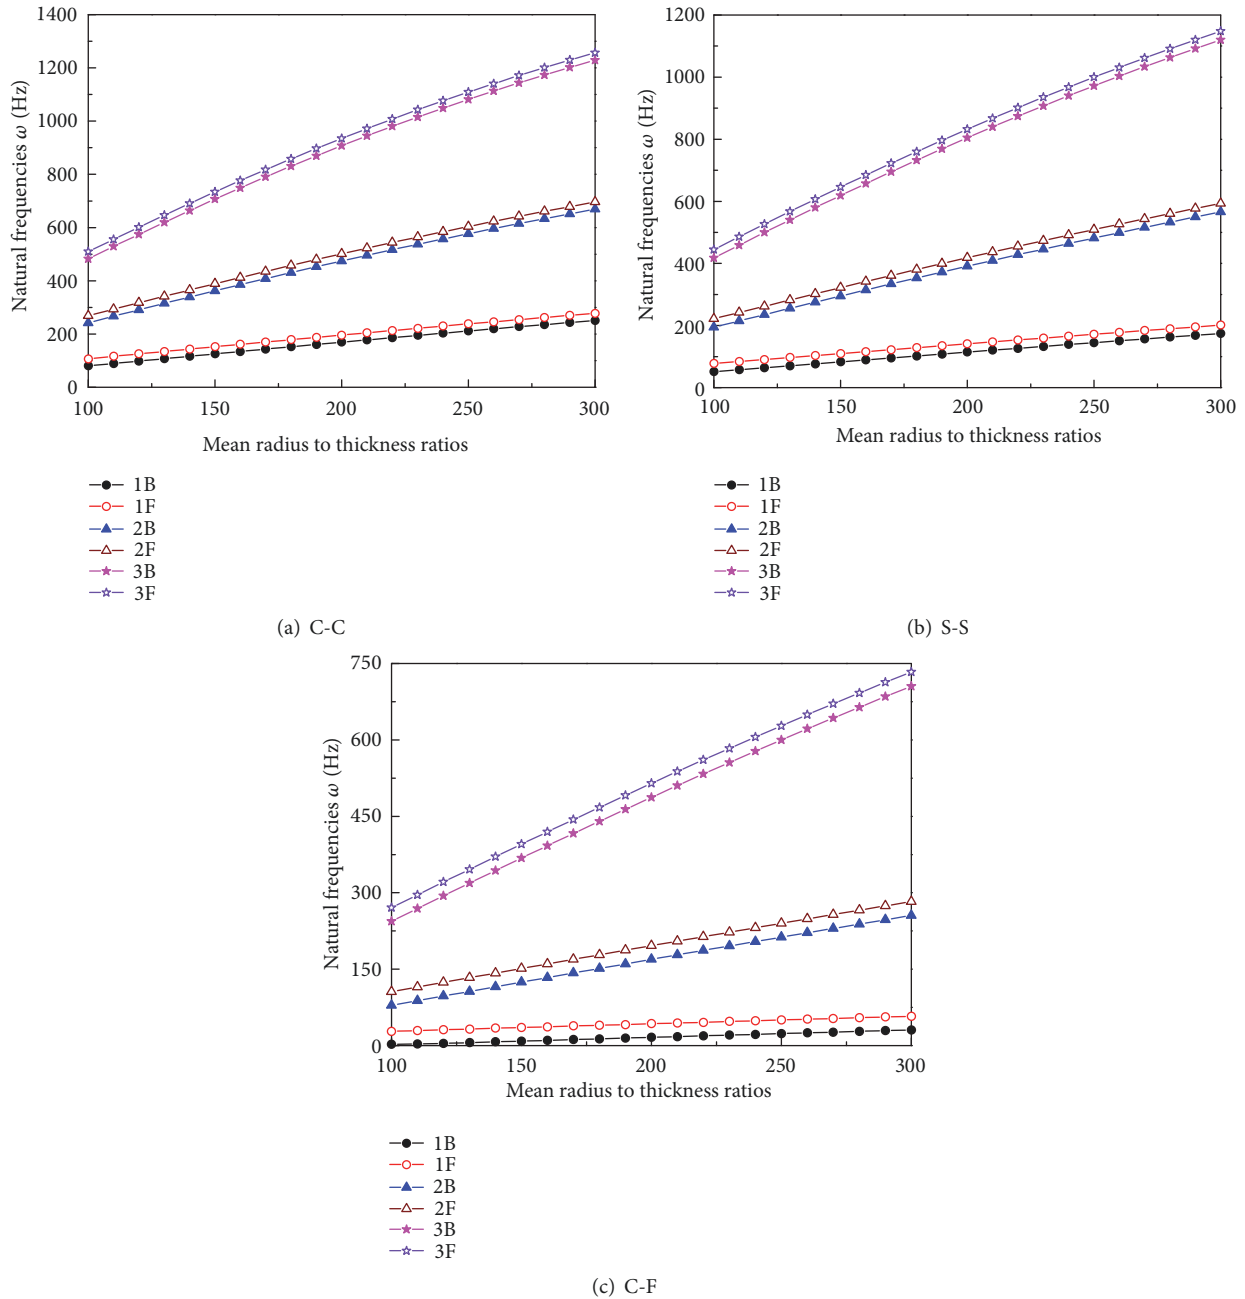 1400
1200
1000
800
600
400
200
0
Natural frequencies ω (Hz)
100 150 200 250 300
Mean radius to thickness ratios
1B
1F
2B
2F
3B
3F
(a) C-C
1200
1000
800
600
400
200
0
Natural frequencies ω (Hz)
100 150 200 250 300
Mean radius to thickness ratios
1B
1F
2B
2F
3B
3F
(b) S-S
750
600
450
300
150
0
Natural frequencies ω (Hz)
100 150 200 250 300
Mean radius to thickness ratios
1B
1F
2B
2F
3B
3F
(c) C-F